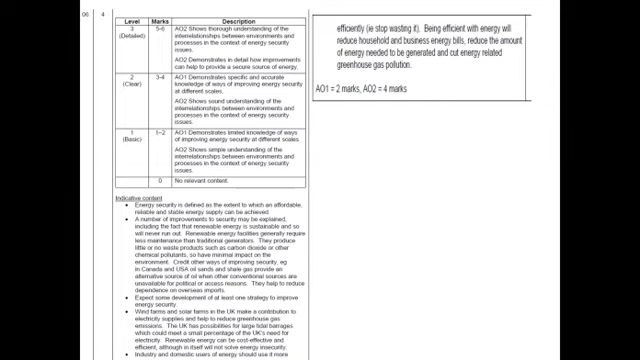 06 4
Level Marks Description
3 5-6 AO2 Shows thorough understanding of the
(Detailed) interrelationships between environments and
processes in the context of energy security
issues.
AO2 Demonstrates in detail how improvements
can help to provide a secure source of energy.
2 3-4 AO1 Demonstrates specific and accurate
(Clear) knowledge of ways of improving energy security
at different scales.
AO2 Shows sound understanding of the
interrelationships between environments and
processes in the context of energy security
issues.
1 1–2 AO1 Demonstrates limited knowledge of ways
(Basic) of improving energy security at different scales.
AO2 Shows simple understanding of the
interrelationships between environments and
processes in the context of energy security
issues.
0 No relevant content.
Indicative content
• Energy security is defined as the extent to which an affordable,
reliable and stable energy supply can be achieved.
• A number of improvements to security may be explained,
including the fact that renewable energy is sustainable and so
will never run out. Renewable energy facilities generally require
less maintenance than traditional generators. They produce
little or no waste products such as carbon dioxide or other
chemical pollutants, so have minimal impact on the
environment. Credit other ways of improving security, eg
in Canada and USA oil sands and shale gas provide an
alternative source of oil when other conventional sources are
unavailable for political or access reasons. They help to reduce
dependence on overseas imports.
• Expect some development of at least one strategy to improve
energy security.
• Wind farms and solar farms in the UK make a contribution to
electricity supplies and help to reduce greenhouse gas
emissions. The UK has possibilities for large tidal barrages
which could meet a small percentage of the UK's need for
electricity. Renewable energy can be cost-effective and
efficient, although in itself will not solve energy insecurity.
• Industry and domestic users of energy should use it more
efficiently (ie stop wasting it). Being efficient with energy will
reduce household and business energy bills, reduce the amount
of energy needed to be generated and cut energy related
greenhouse gas pollution.
AO1 = 2 marks, AO2 = 4 marks